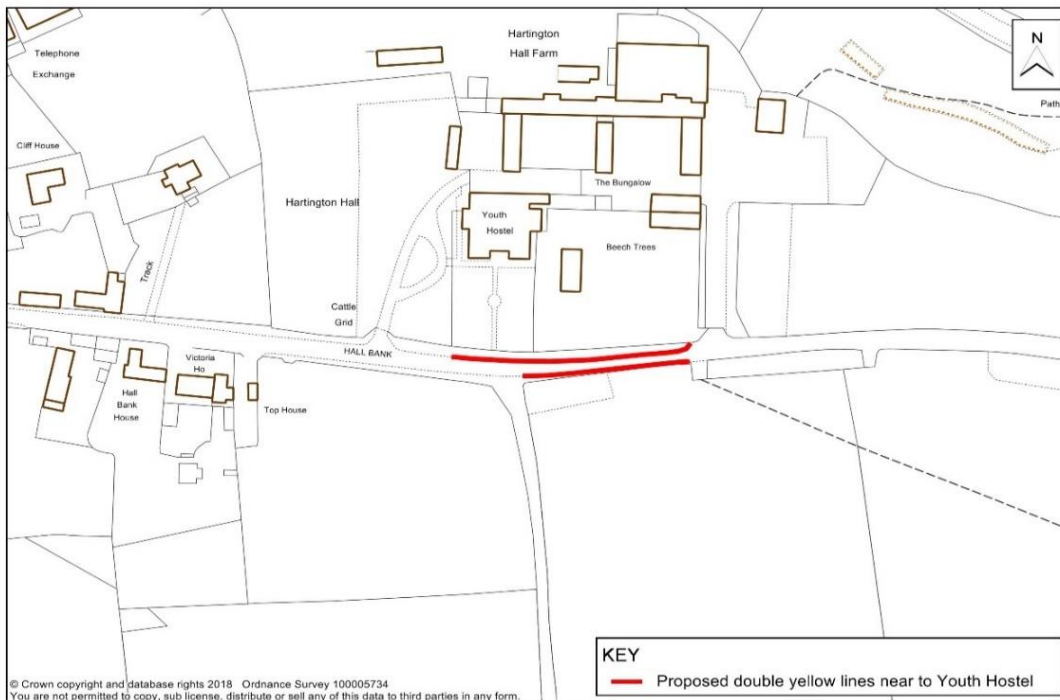 Hartington
Hall Farm
N
Telephone
Exchange
Path
Cliff House
The Bungalow
Hartington Hall
Youth
Hostel
Beech Trees
Track
Cattle
Grid
HALL BANK
Victoria
Ho
Hall
Bank
House
Top House
KEY
Proposed double yellow lines near to Youth Hostel
© Crown copyright and database rights 2018 Ordnance Survey 100005734
You are not permitted to copy, sub license, distribute or sell any of this data to third parties in any form.